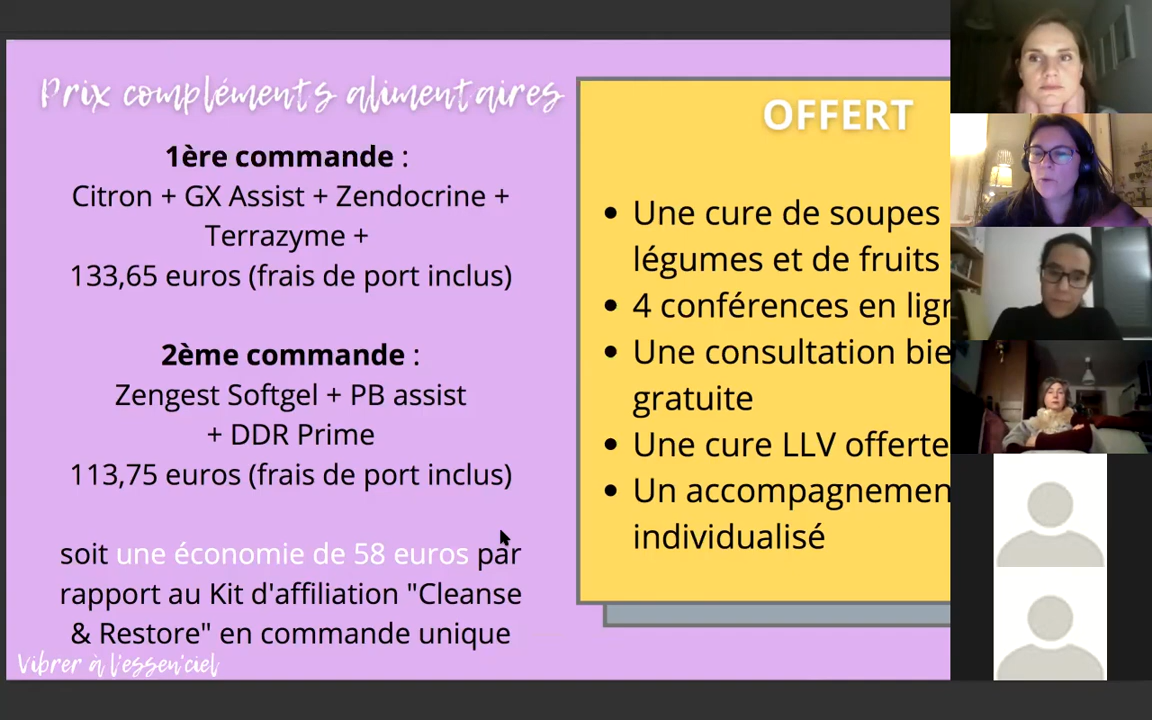 Prix compléments alimentaires
1ère commande :
Citron + GX Assist + Zendocrine +
Terrazyme +
133,65 euros (frais de port inclus)
2ème commande :
Zengest Softgel + PB assist
+ DDR Prime
113,75 euros (frais de port inclus)
soit une économie de 58 euros par
rapport au Kit d'affiliation "Cleanse
& Restore" en commande unique
Vibrer à l'essen'ciel
OFFERT
• Une cure de soupes
légumes et de fruits
• 4 conférences en lign
• Une consultation bie
gratuite
• Une cure LLV offerte
• Un accompagnemen
individualisé